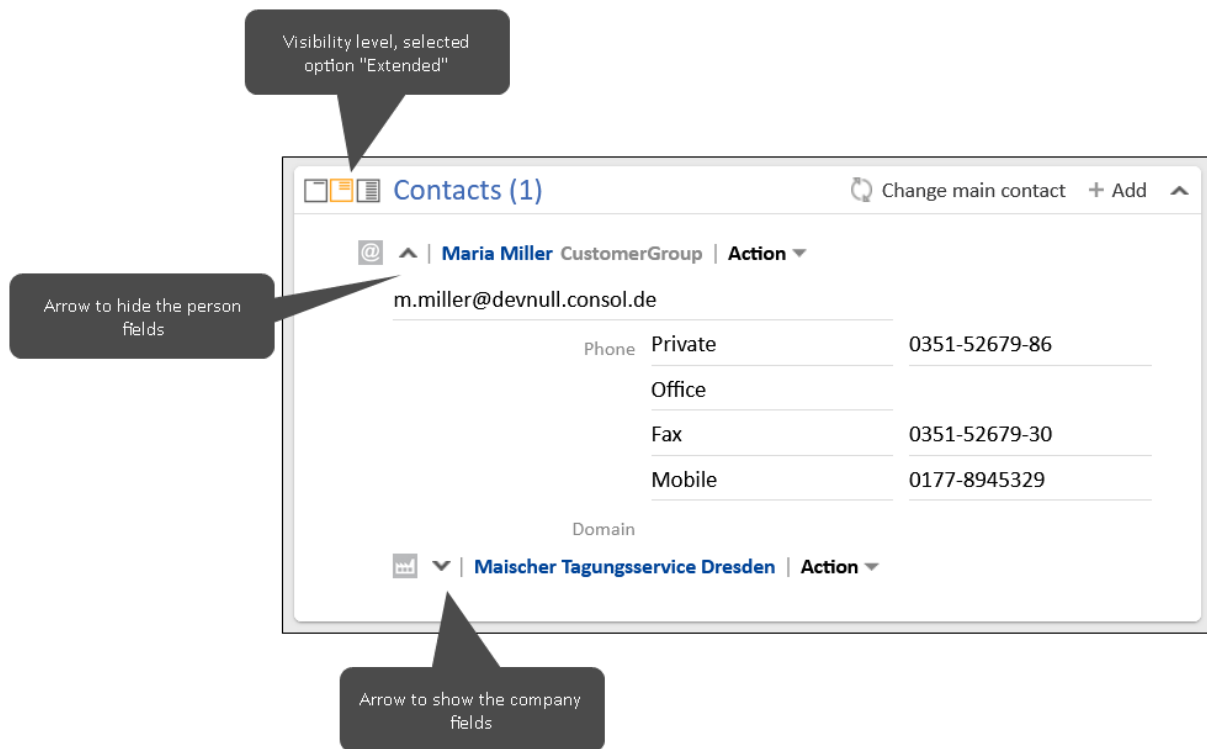 Visibility level, selected
option "Extended"
Contacts (1)
Change main contact + Add
@ | Maria Miller CustomerGroup | Action
Arrow to hide the person
fields
m.miller@devnull.consol.de
Phone Private 0351-52679-86
Office
Fax 0351-52679-30
Mobile 0177-8945329
Domain
| Maischer Tagungsservice Dresden | Action
Arrow to show the company
fields